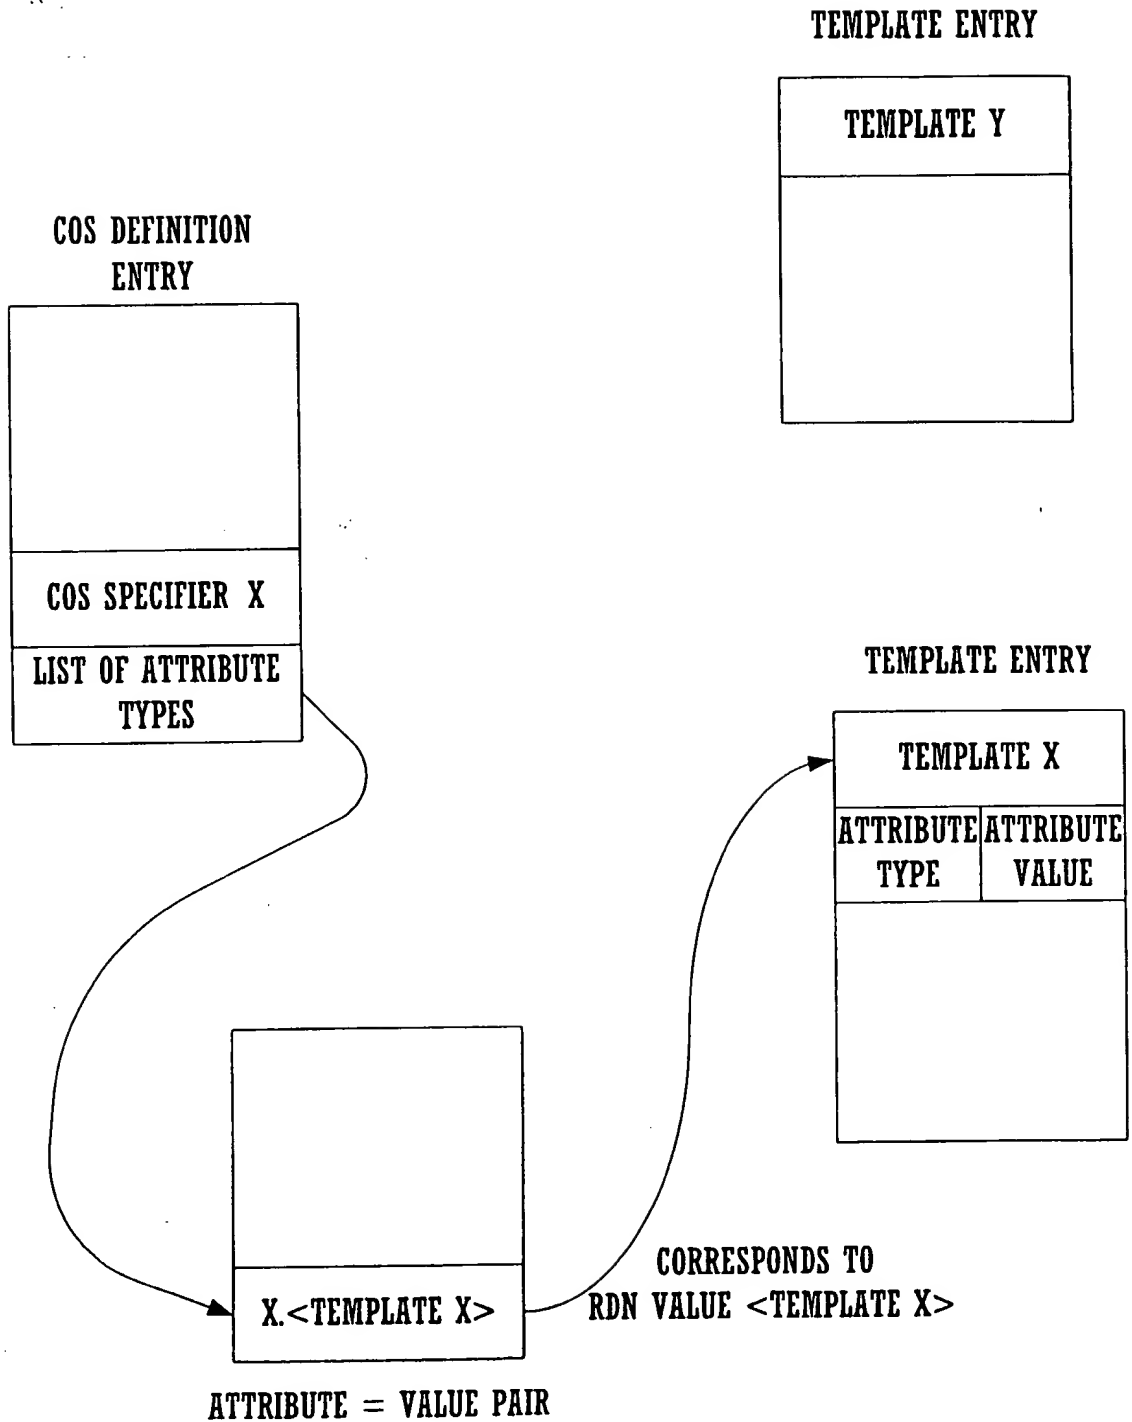 TEMPLATE ENTRY
TEMPLATE Y
COS DEFINITION
ENTRY
COS SPECIFIER X
LIST OF ATTRIBUTE
TYPES
TEMPLATE ENTRY
TEMPLATE X
ATTRIBUTE
TYPE
ATTRIBUTE
VALUE
X.<TEMPLATE X>
CORRESPONDS TO
RDN VALUE <TEMPLATE X>
ATTRIBUTE = VALUE PAIR